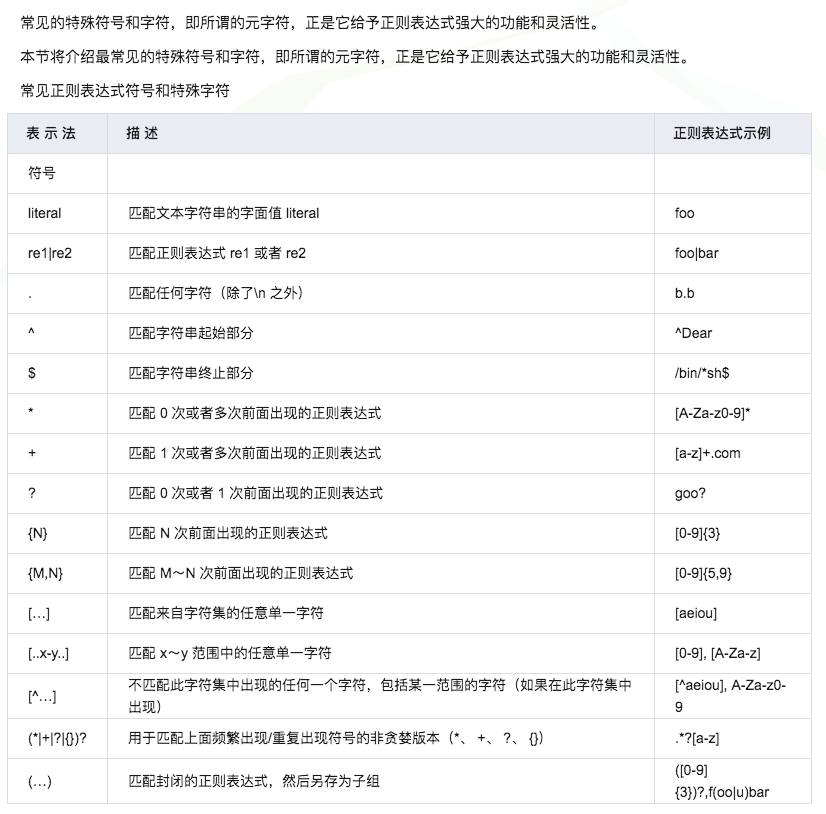 常见的特殊符号和字符，即所谓的元字符，正是它给予正则表达式强大的功能和灵活性。
本节将介绍最常见的特殊符号和字符，即所谓的元字符，正是它给予正则表达式强大的功能和灵活性。
常见正则表达式符号和特殊字符
表 示 法 描 述 正则表达式示例
符号
literal 匹配文本字符串的字面值 literal foo
re1|re2 匹配正则表达式 re1 或者 re2 foo|bar
. 匹配任何字符（除了\n 之外） b.b
^ 匹配字符串起始部分 ^Dear
$ 匹配字符串终止部分 /bin/*sh$
* 匹配 0 次或者多次前面出现的正则表达式 [A-Za-z0-9]*
+ 匹配 1 次或者多次前面出现的正则表达式 [a-z]+.com
? 匹配 0 次或者 1 次前面出现的正则表达式 goo?
{N} 匹配 N 次前面出现的正则表达式 [0-9]{3}
{M,N} 匹配 M～N 次前面出现的正则表达式 [0-9]{5,9}
[…] 匹配来自字符集的任意单一字符 [aeiou]
[..x-y..] 匹配 x～y 范围中的任意单一字符 [0-9], [A-Za-z]
[^…] 不匹配此字符集中出现的任何一个字符，包括某一范围的字符（如果在此字符集中
出现） [^aeiou], A-Za-z0-
9
(*|+|?|{})? 用于匹配上面频繁出现/重复出现符号的非贪婪版本（*、 +、 ?、 {}） .*?[a-z]
(…) 匹配封闭的正则表达式，然后另存为子组 ([0-9]
{3})?,f(oo|u)bar